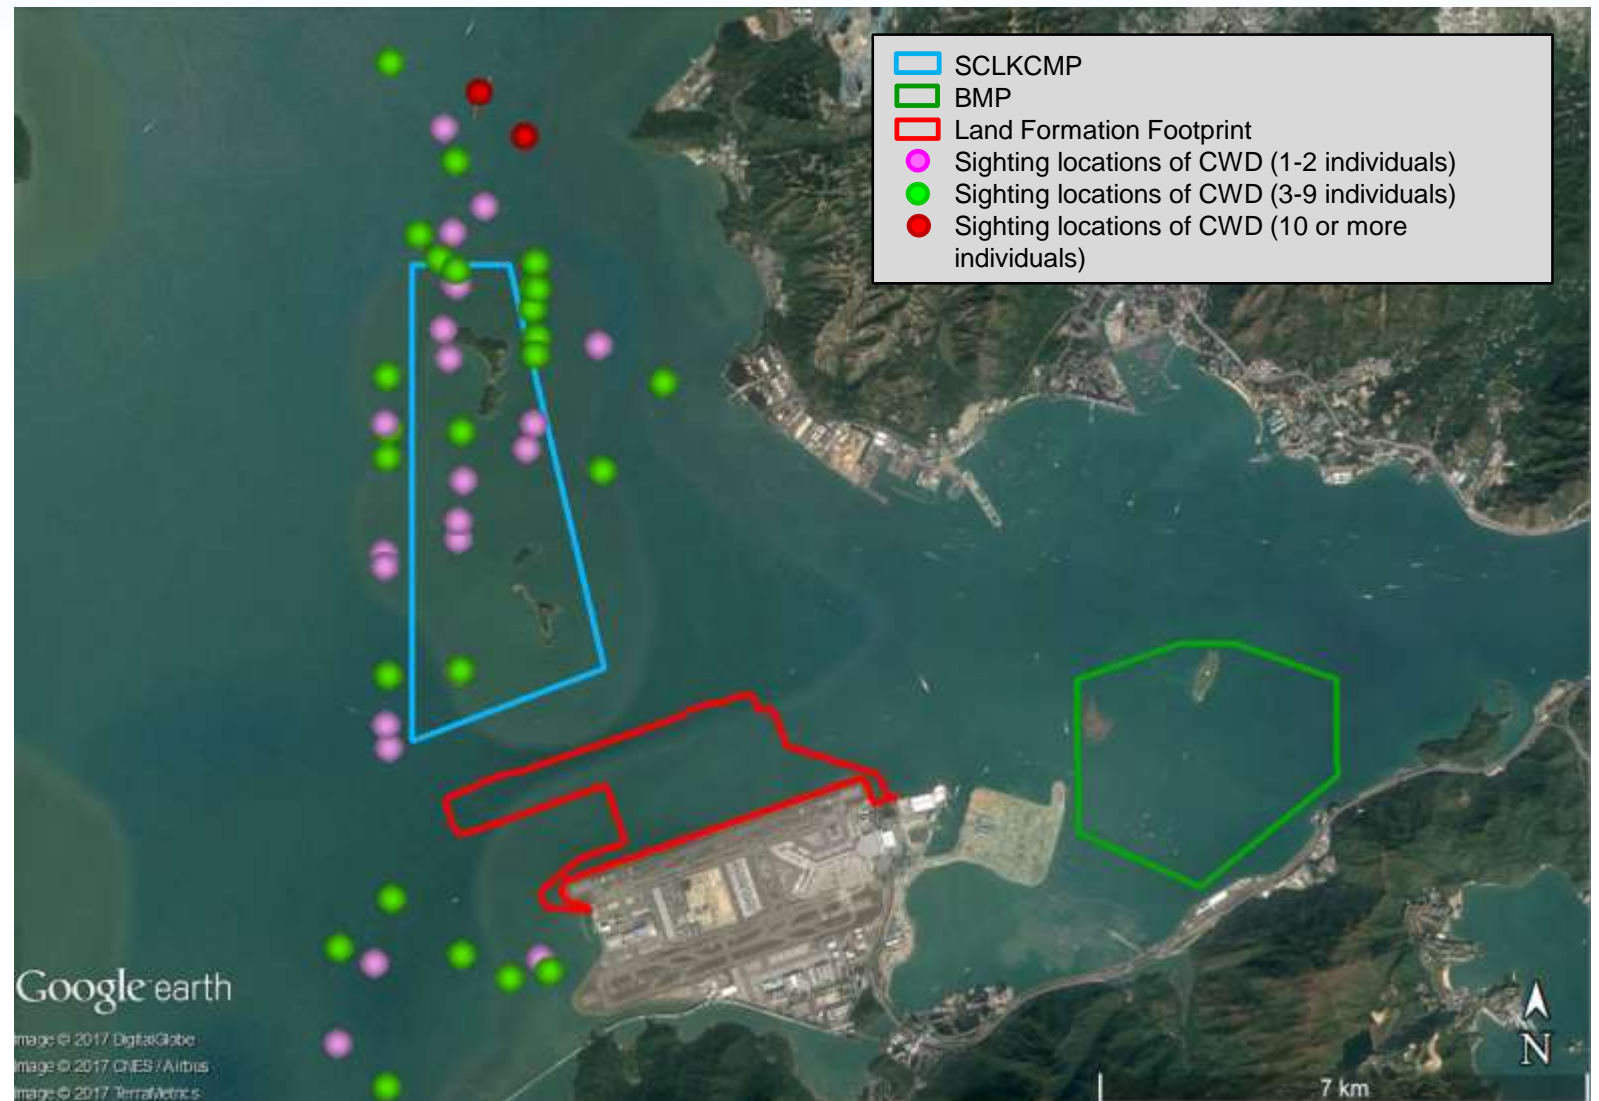 SCLKCMP
BMP
Land Formation Footprint
Sighting locations of CWD (1-2 individuals)
Sighting locations of CWD (3-9 individuals)
Sighting locations of CWD (10 or more
individuals)
Google earth
Image © 2017 DigitalGlobe
Image © 2017 CNES / Airbus
Image © 2017 TerraMetrics
N
7 km